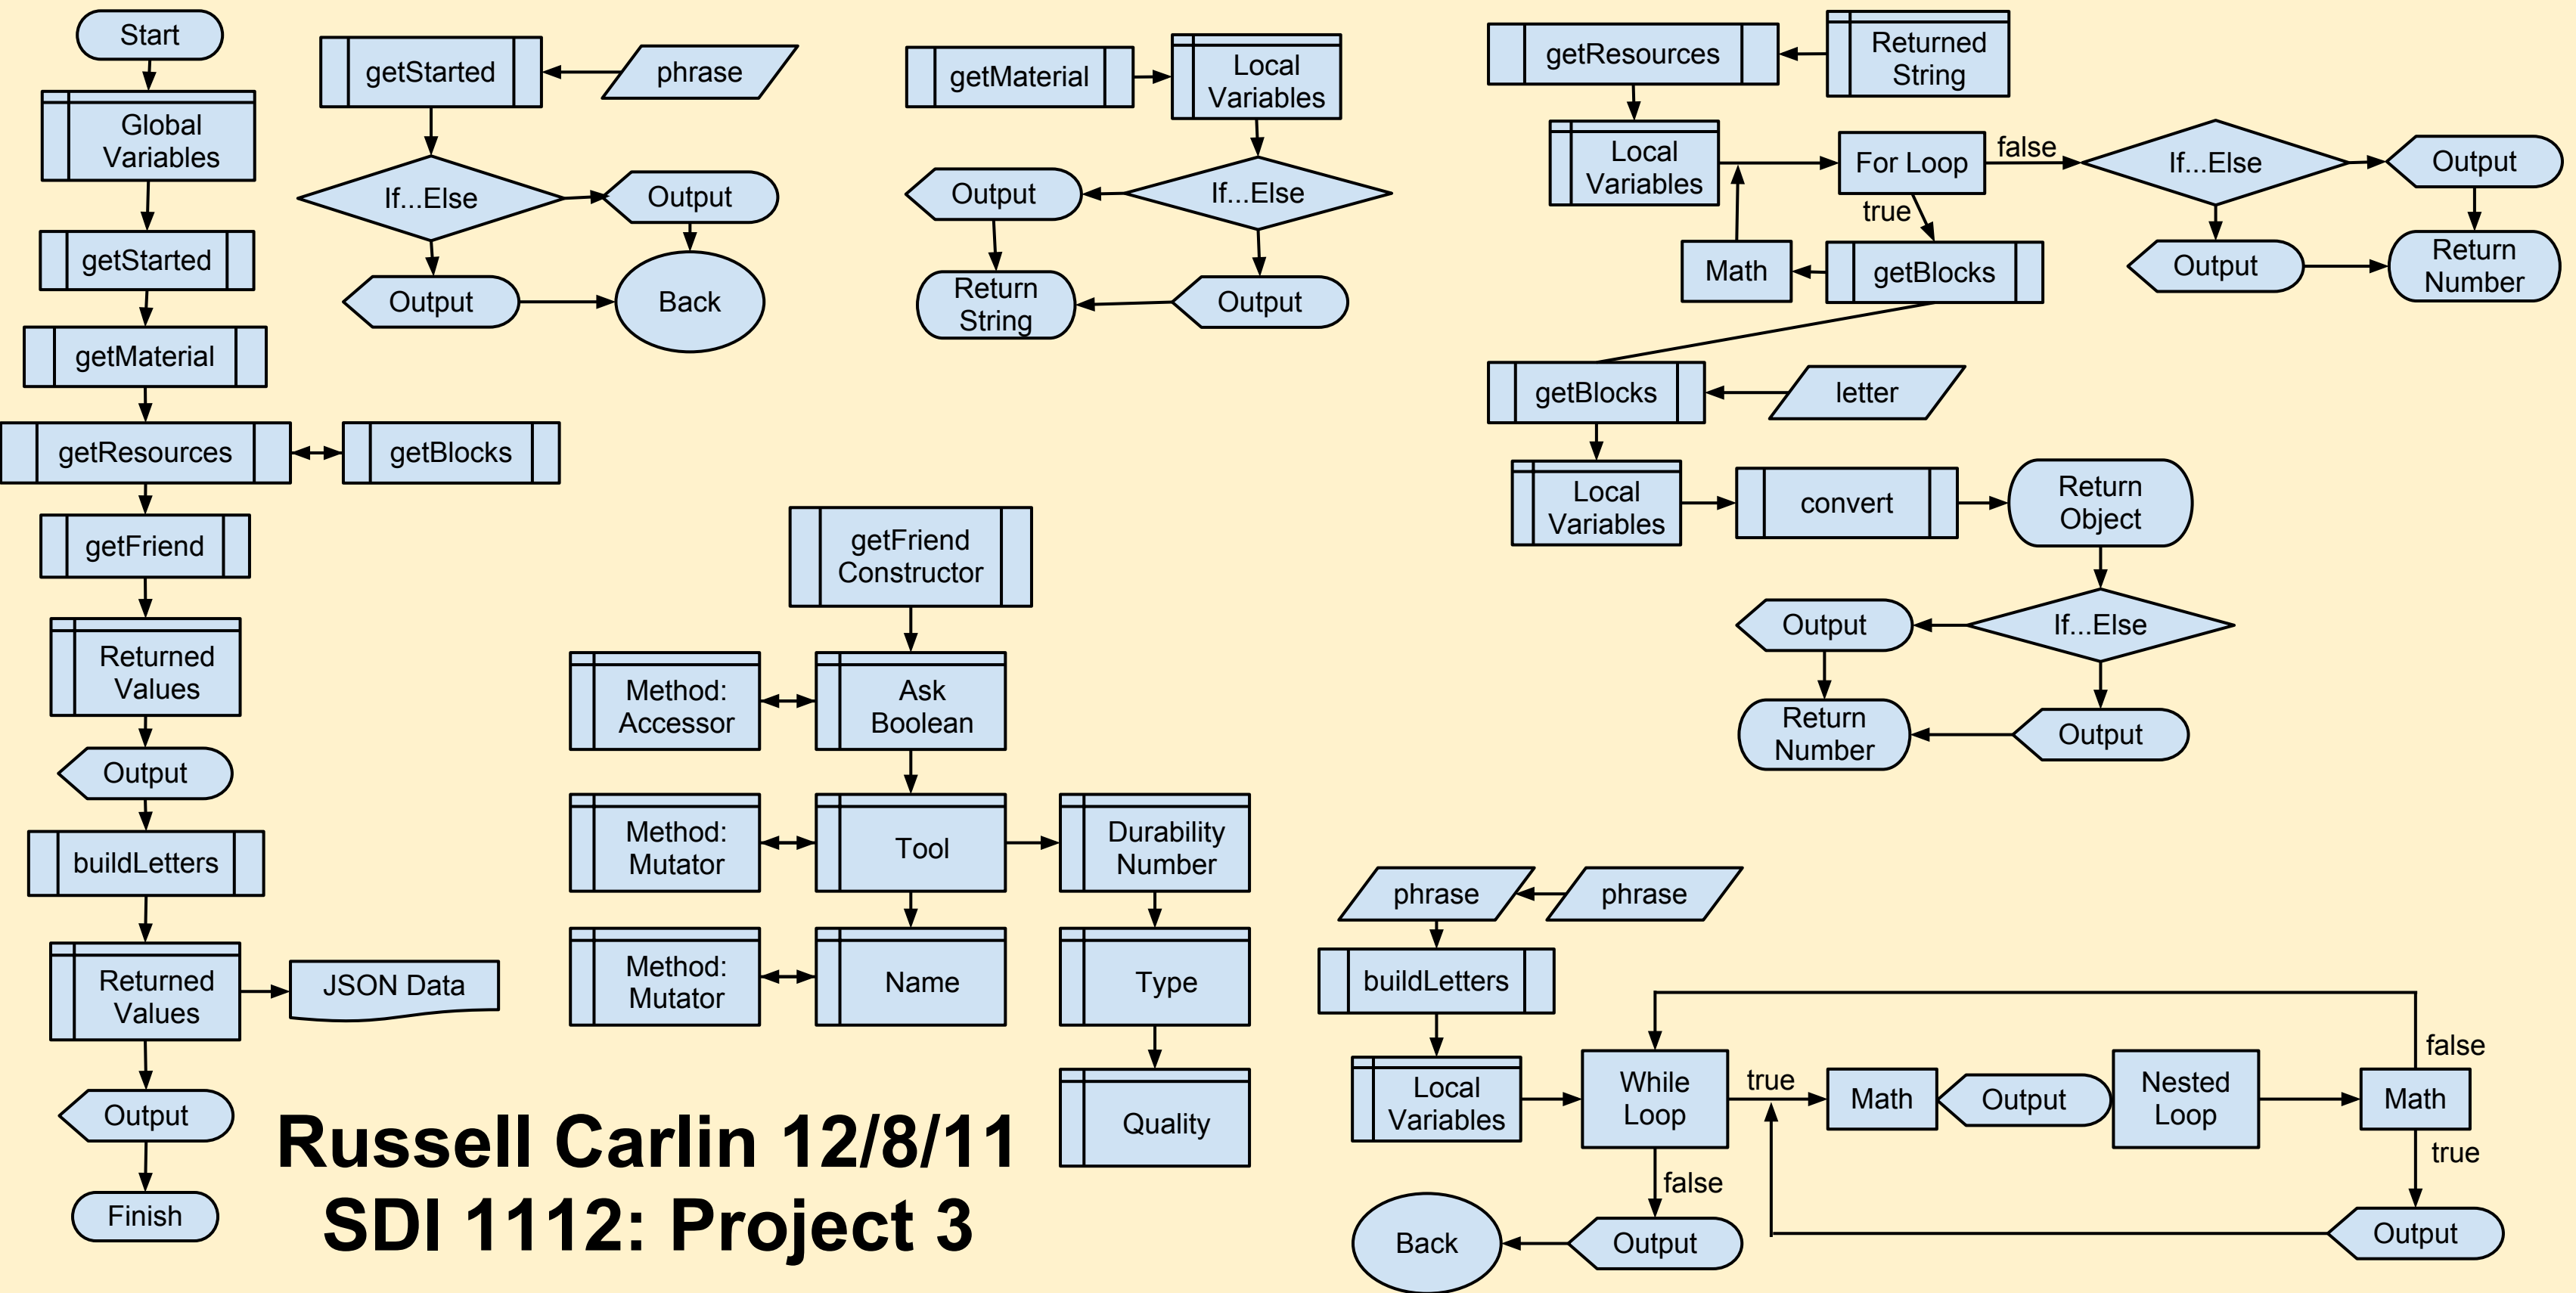 Start
Global
Variables
getStarted
getMaterial
getResources
getBlocks
getFriend
Returned
Values
Output
buildLetters
Returned
Values
JSON Data
Output
Finish
getStarted
phrase
If...Else
Output
Output
Back
getMaterial
Local
Variables
Output
If...Else
Return
String
Output
getResources
Returned
String
Local
Variables
For Loop
false
If...Else
Output
true
Math
getBlocks
Output
Return
Number
getBlocks
letter
Local
Variables
convert
Return
Object
Output
If...Else
Return
Number
Output
getFriend
Constructor
Method:
Accessor
Ask
Boolean
Method:
Mutator
Tool
Durability
Number
Method:
Mutator
Name
Type
Quality
phrase
phrase
buildLetters
Local
Variables
While
Loop
true
Math
Output
Nested
Loop
Math
false
true
false
Back
Output
Output
Russell Carlin 12/8/11
SDI 1112: Project 3